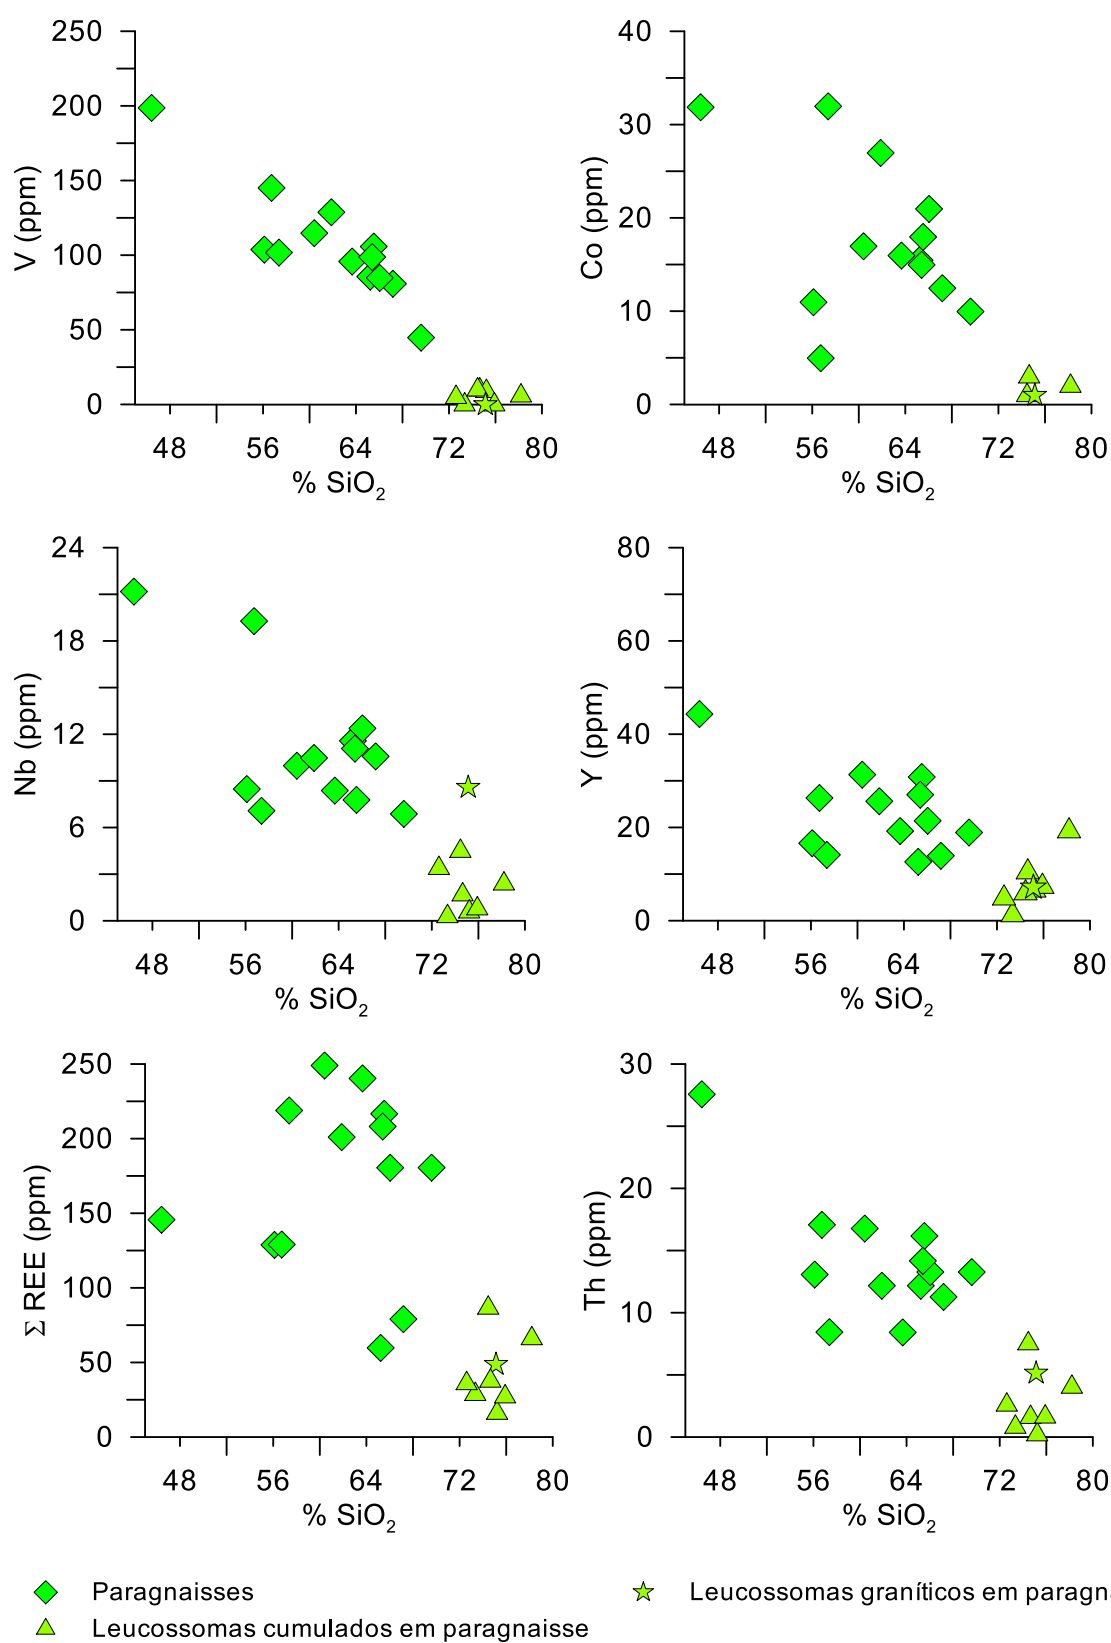 250
200
150
100
50
0
V (ppm)
48 56 64 72 80
% SiO₂
40
30
20
10
0
Co (ppm)
48 56 64 72 80
% SiO₂
24
18
12
6
0
Nb (ppm)
48 56 64 72 80
% SiO₂
80
60
40
20
0
Y (ppm)
48 56 64 72 80
% SiO₂
250
200
150
100
50
0
Σ REE (ppm)
48 56 64 72 80
% SiO₂
30
20
10
0
Th (ppm)
48 56 64 72 80
% SiO₂
Paragnaisses
Leucossomas cumulados em paragnaisse
Leucossomas graníticos em paragn